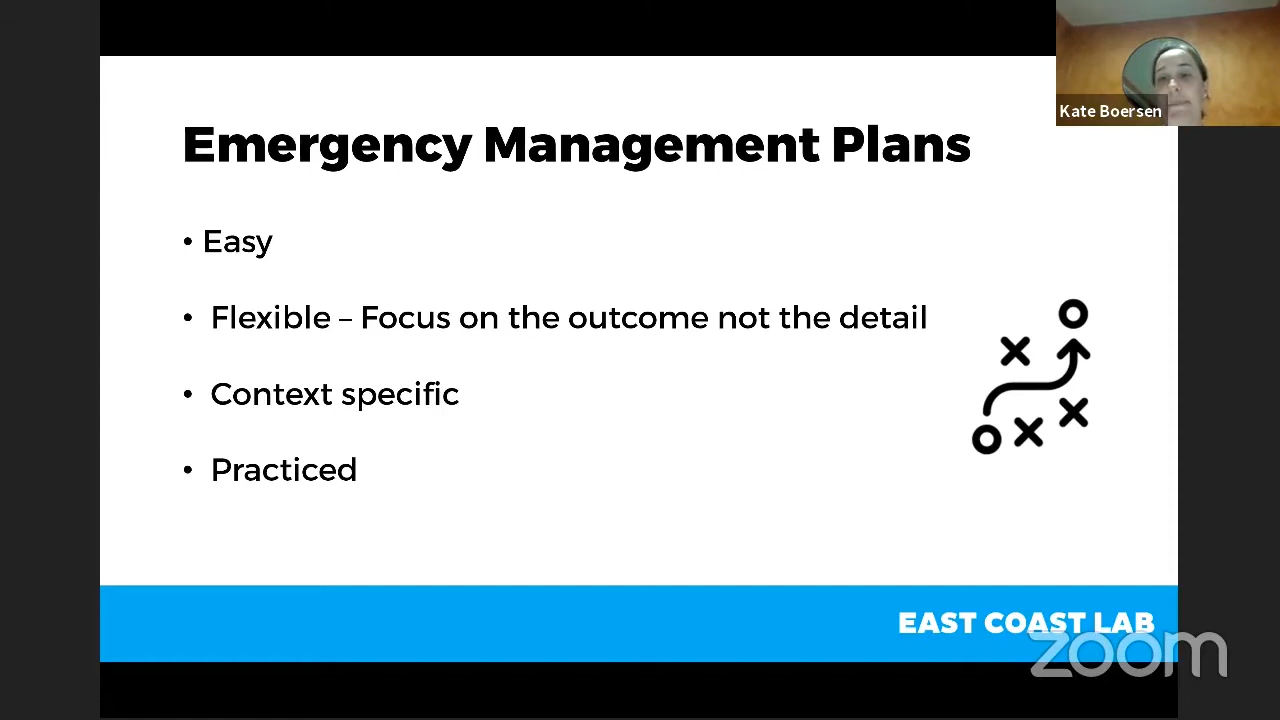 Kate Boersen
Emergency Management Plans
• Easy
• Flexible – Focus on the outcome not the detail
• Context specific
• Practiced
EAST COAST LAB
zoom